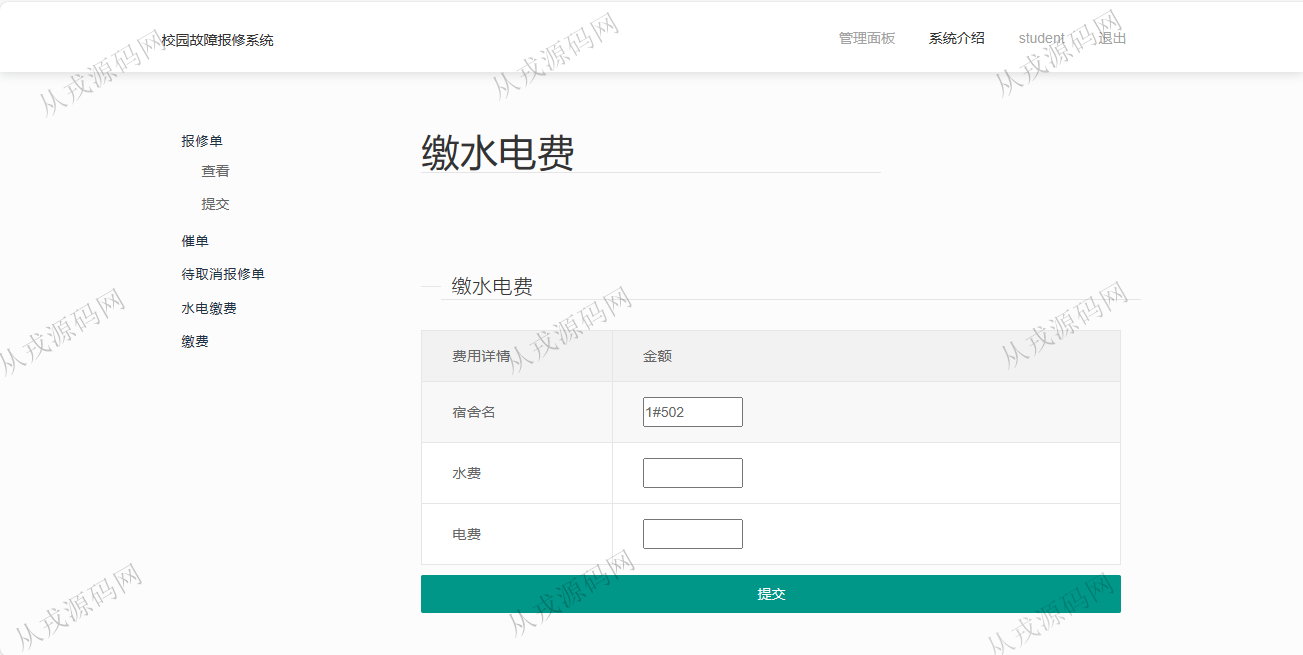 校园故障报修系统
管理面板 系统介绍 student 退出
报修单
查看
提交
催单
待取消报修单
水电缴费
缴费
缴水电费
缴水电费
费用详情 金额
宿舍名 1#502
水费
电费
提交
从戎源码网
从戎源码网
从戎源码网
从戎源码网
从戎源码网
从戎源码网
从戎源码网
从戎源码网
从戎源码网